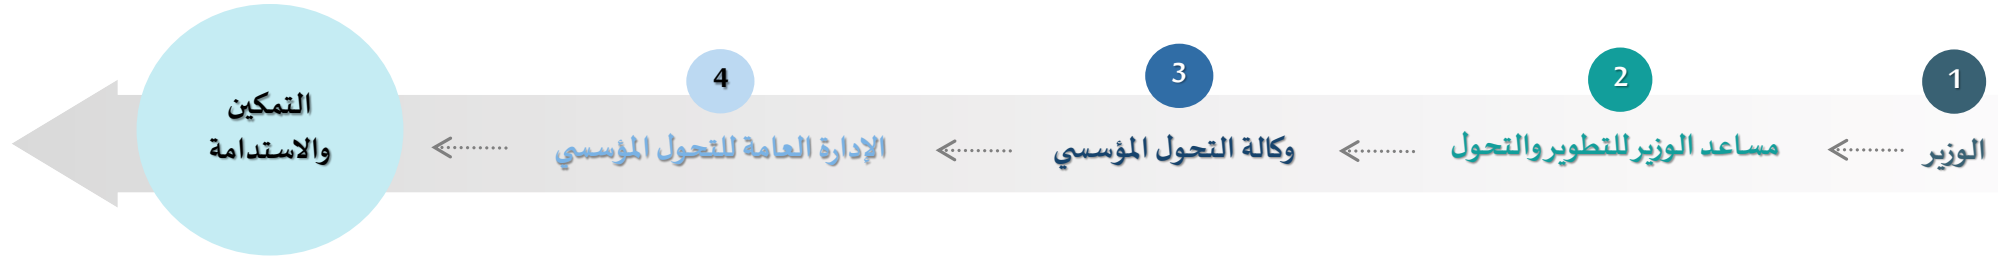 1
الوزير
2
مساعد الوزير للتطوير والتحول
3
وكالة التحول المؤسسي
4
الإدارة العامة للتحول المؤسسي
التمكين
والاستدامة